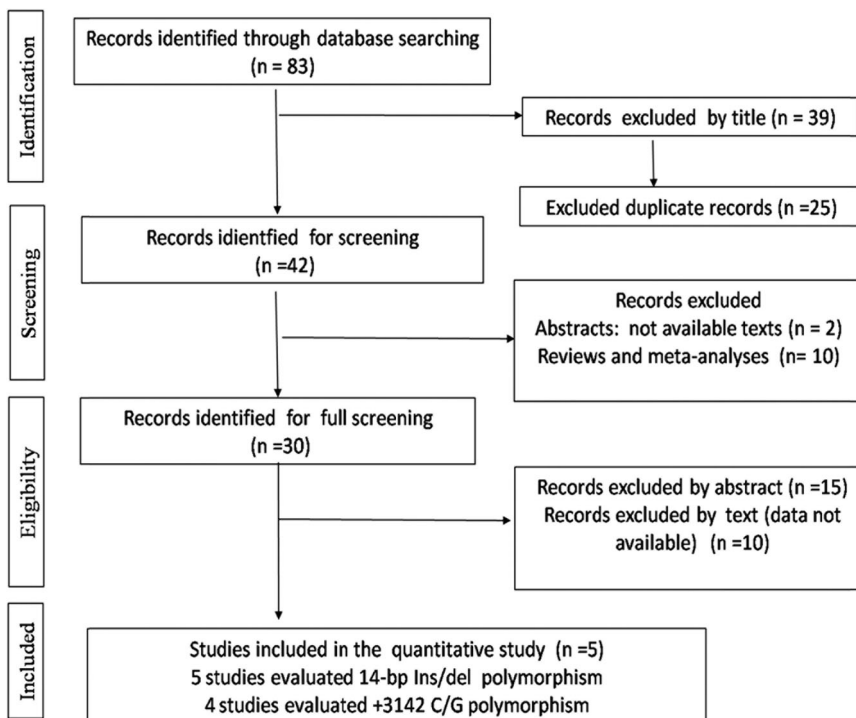 Identification
Records identified through database searching
(n = 83)
Records excluded by title (n = 39)
Excluded duplicate records (n =25)
Screening
Records idientfied for screening
(n =42)
Records excluded
Abstracts: not available texts (n = 2)
Reviews and meta-analyses (n= 10)
Eligibility
Records identified for full screening
(n =30)
Records excluded by abstract (n =15)
Records excluded by text (data not
available) (n =10)
Included
Studies included in the quantitative study (n =5)
5 studies evaluated 14-bp Ins/del polymorphism
4 studies evaluated +3142 C/G polymorphism